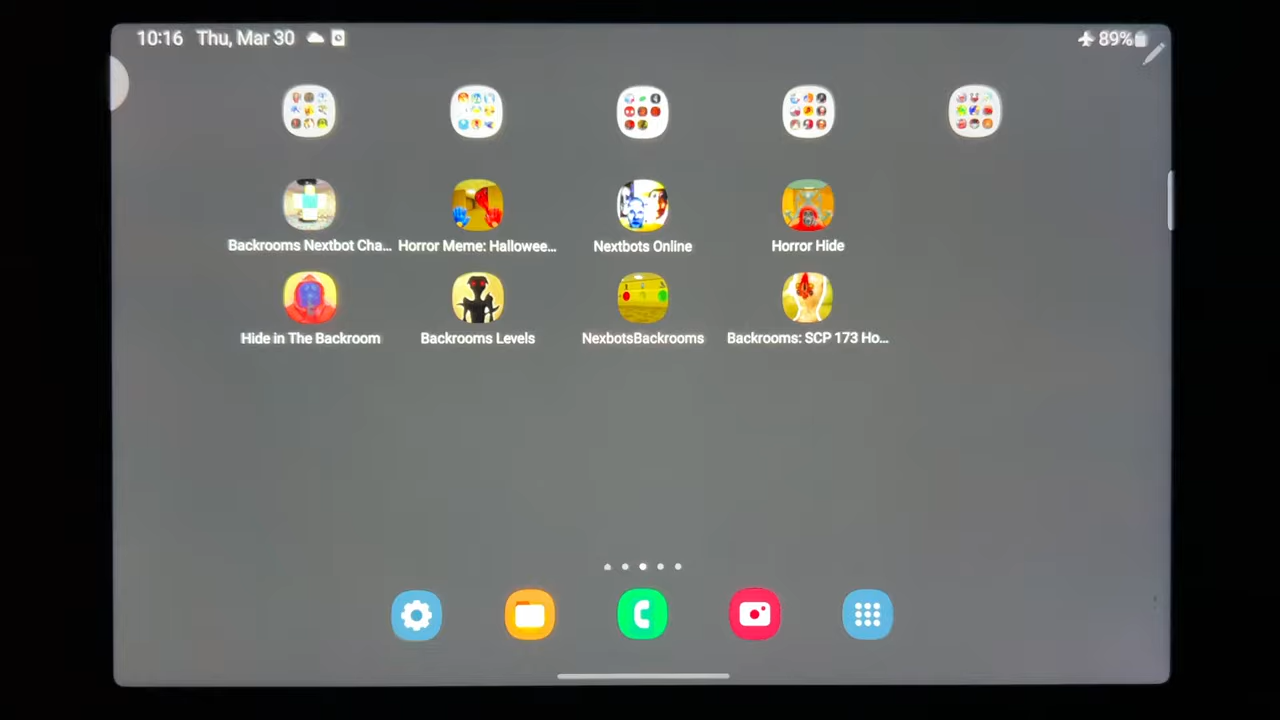 10:16 Thu, Mar 30 89%
Backrooms Nextbot Cha... Horror Meme: Hallowee... Nextbots Online Horror Hide
Hide in The Backroom Backrooms Levels NexbotsBackrooms Backrooms: SCP 173 Ho...